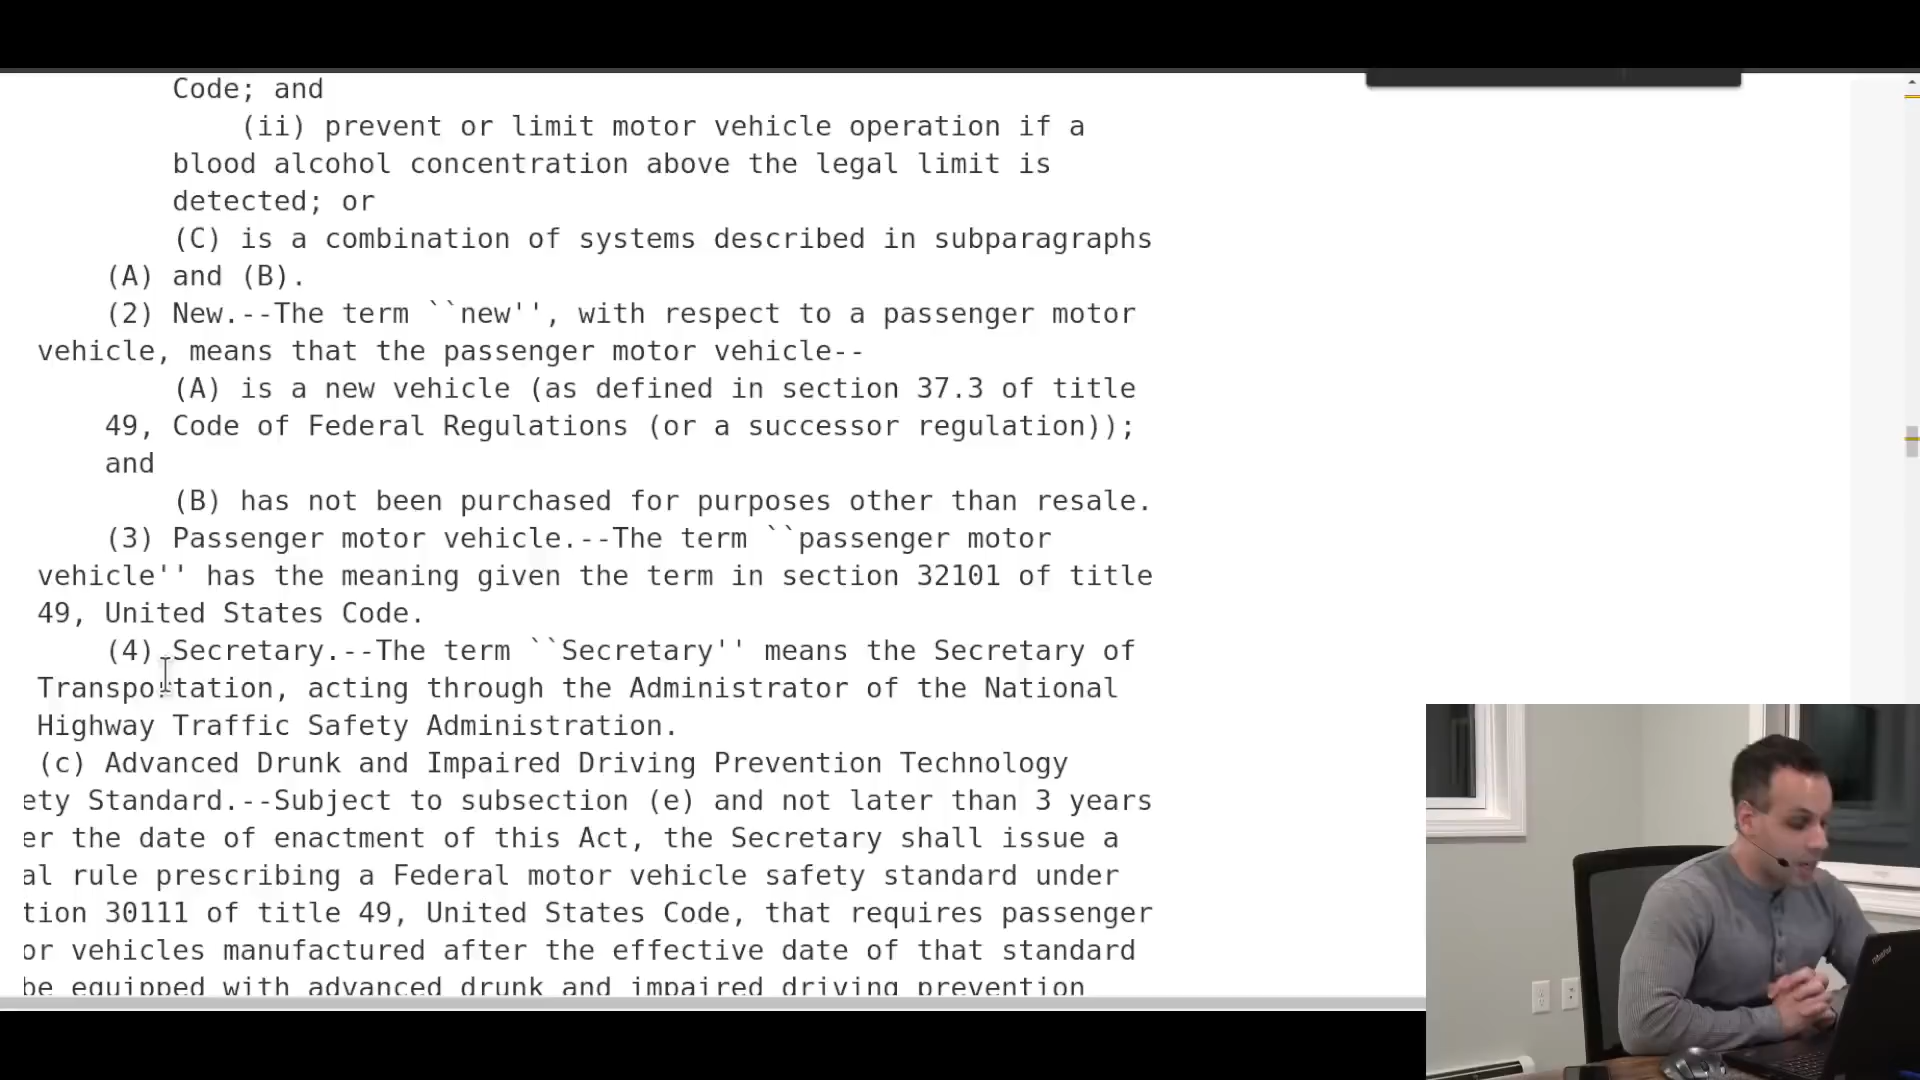 Code; and
(ii) prevent or limit motor vehicle operation if a
blood alcohol concentration above the legal limit is
detected; or
(C) is a combination of systems described in subparagraphs
(A) and (B).
(2) New.--The term ``new'', with respect to a passenger motor
vehicle, means that the passenger motor vehicle--
(A) is a new vehicle (as defined in section 37.3 of title
49, Code of Federal Regulations (or a successor regulation));
and
(B) has not been purchased for purposes other than resale.
(3) Passenger motor vehicle.--The term ``passenger motor
vehicle'' has the meaning given the term in section 32101 of title
49, United States Code.
(4) Secretary.--The term ``Secretary'' means the Secretary of
Transportation, acting through the Administrator of the National
Highway Traffic Safety Administration.
(c) Advanced Drunk and Impaired Driving Prevention Technology
ety Standard.--Subject to subsection (e) and not later than 3 years
er the date of enactment of this Act, the Secretary shall issue a
al rule prescribing a Federal motor vehicle safety standard under
tion 30111 of title 49, United States Code, that requires passenger
or vehicles manufactured after the effective date of that standard
be equipped with advanced drunk and impaired driving prevention